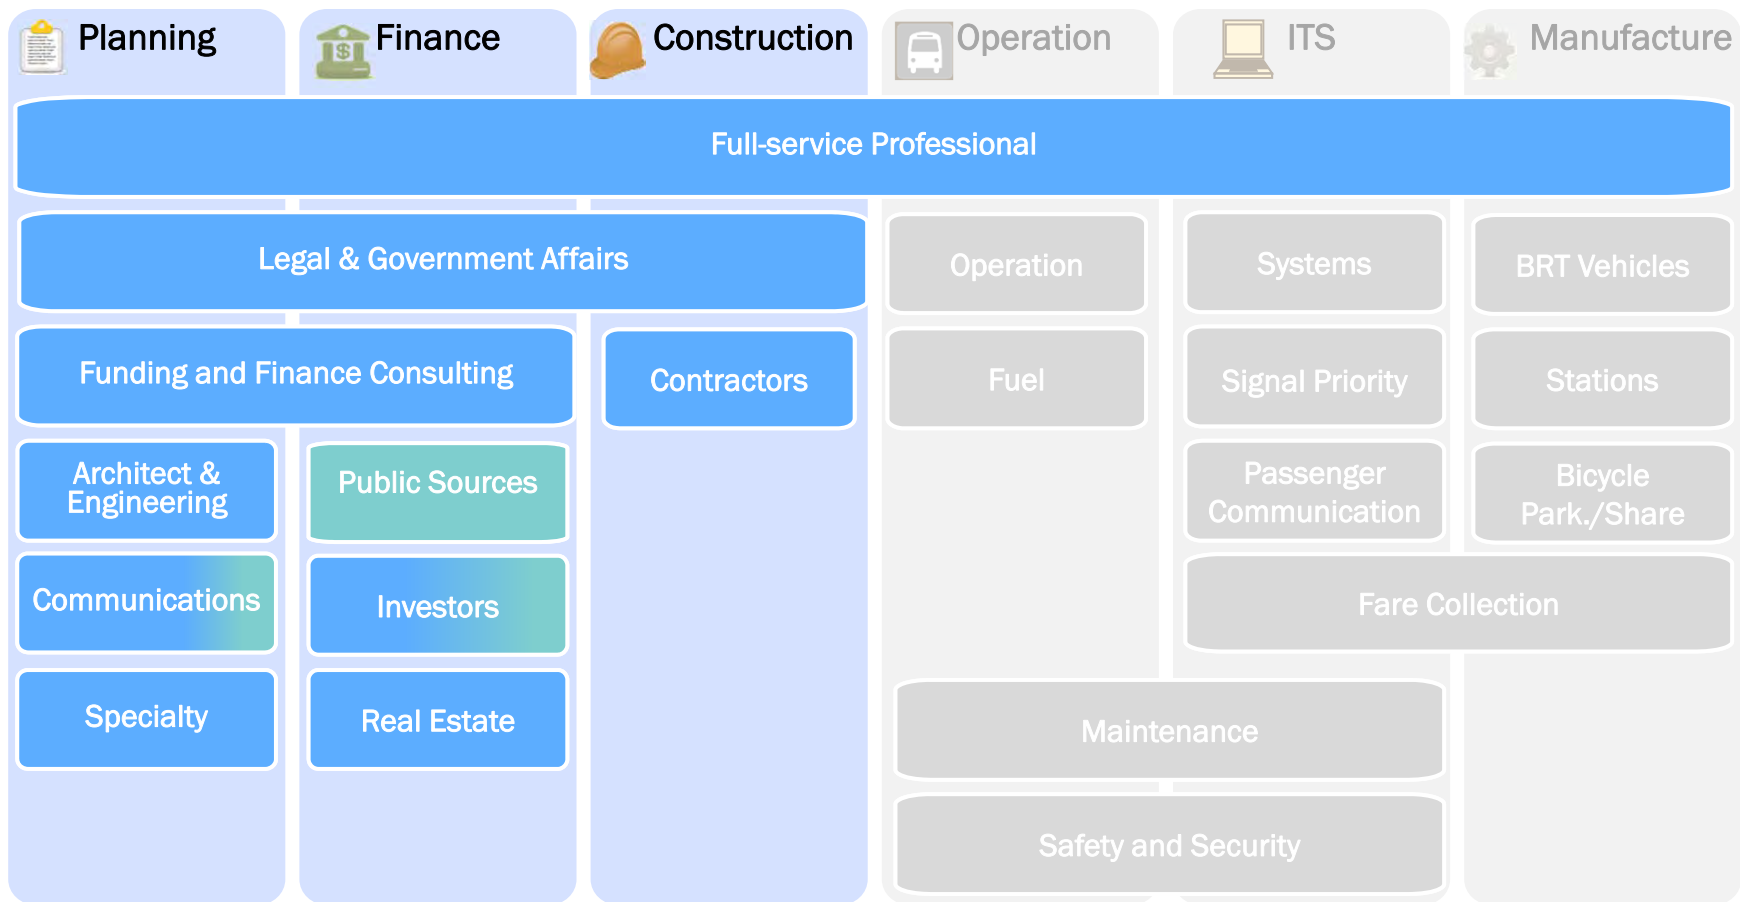 Planning
Finance
Construction
Operation
ITS
Manufacture
Full-service Professional
Legal & Government Affairs
Operation
Systems
BRT Vehicles
Funding and Finance Consulting
Contractors
Fuel
Signal Priority
Stations
Architect &
Engineering
Public Sources
Passenger
Communication
Bicycle
Park./Share
Communications
Investors
Fare Collection
Specialty
Real Estate
Maintenance
Safety and Security